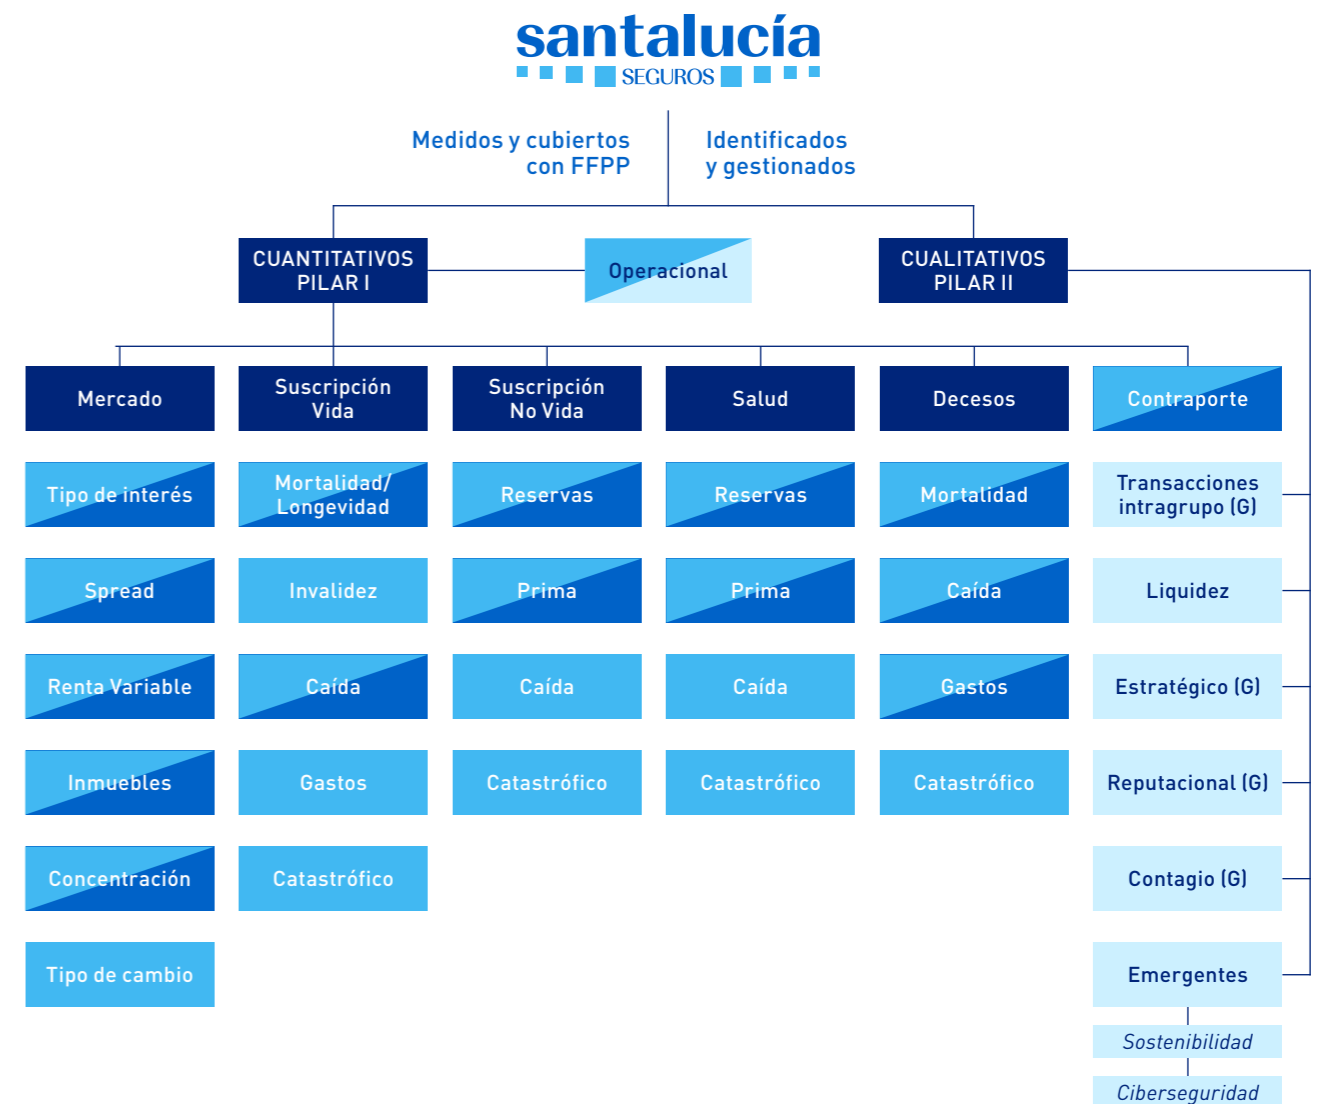 santalucía
SEGUROS
Medidos y cubiertos
con FFPP
Identificados
y gestionados
CUANTITATIVOS
PILAR I
Operacional
CUALITATIVOS
PILAR II
Mercado
Suscripción
Vida
Suscripción
No Vida
Salud
Decesos
Contraporte
Tipo de interés
Mortalidad/
Longevidad
Reservas
Reservas
Mortalidad
Transacciones
intragrupo (G)
Spread
Invalidez
Prima
Prima
Caída
Liquidez
Renta Variable
Caída
Caída
Caída
Gastos
Estratégico (G)
Inmuebles
Gastos
Catastrófico
Catastrófico
Catastrófico
Reputacional (G)
Concentración
Catastrófico
Contagio (G)
Tipo de cambio
Emergentes
Sostenibilidad
Ciberseguridad